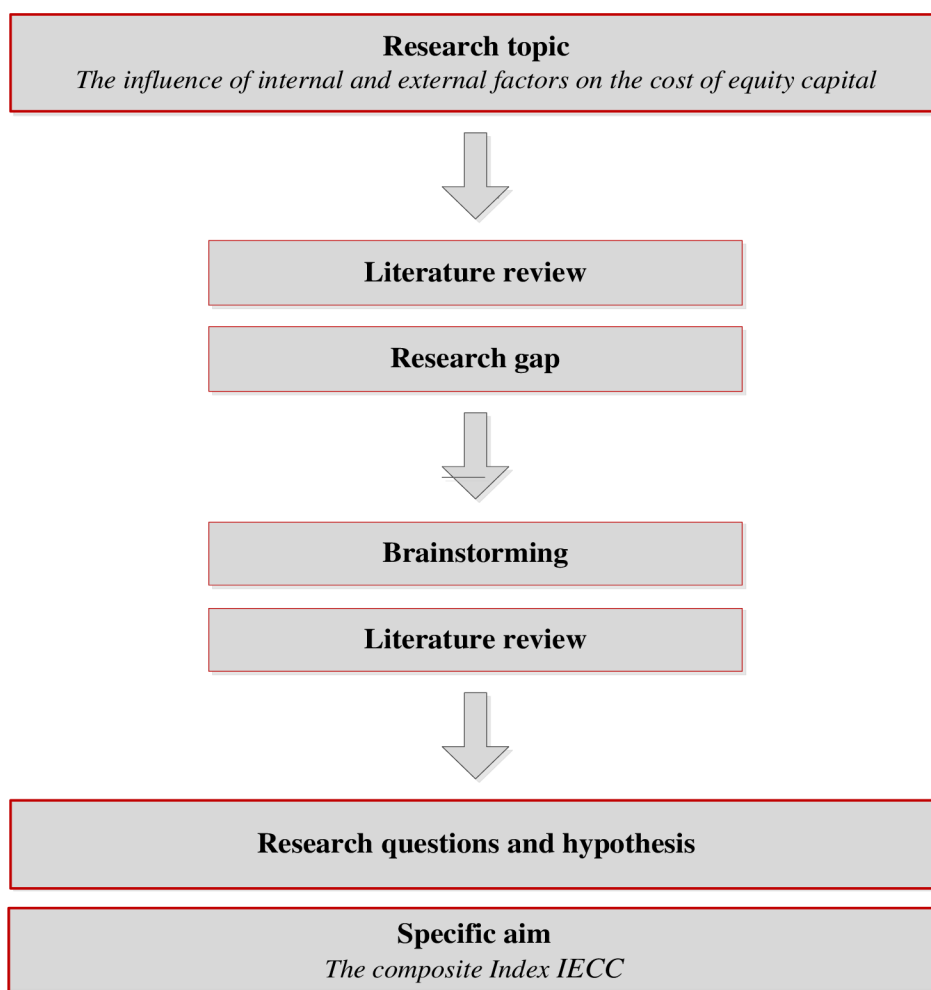 Research topic
The influence of internal and external factors on the cost of equity capital
Literature review
Research gap
Brainstorming
Literature review
Research questions and hypothesis
Specific aim
The composite Index IECC